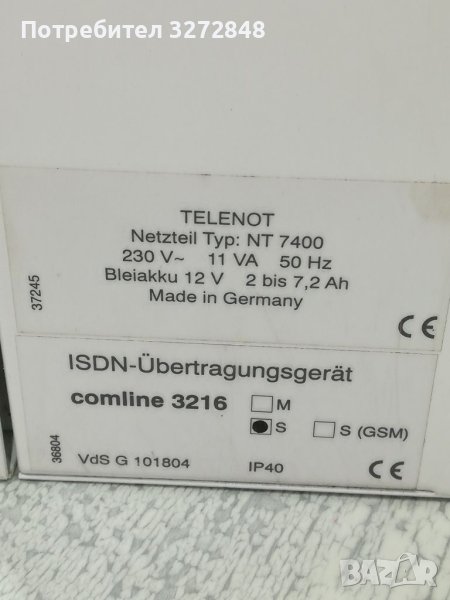 Потребител 3272848
TELENOT
Netzteil Typ: NT 7400
230 V~ 11 VA 50 Hz
Bleiakku 12 V 2 bis 7,2 Ah
Made in Germany
37245
CE
ISDN-Übertragungsgerät
comline 3216 M
S S (GSM)
36804
VdS G 101804 IP40
CE
BAZAR